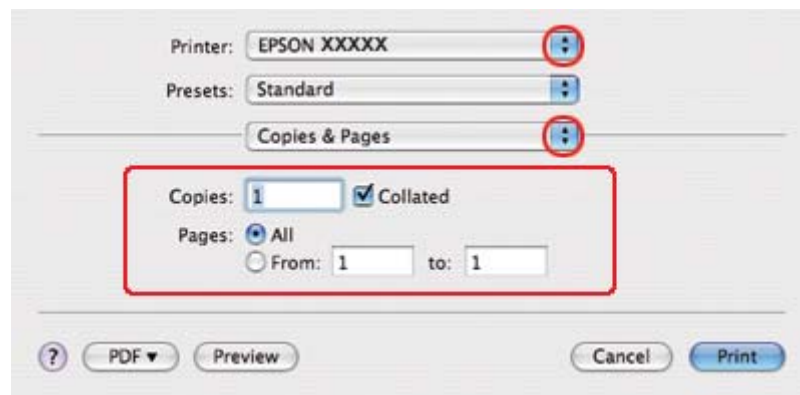 Printer: EPSON XXXXX
Presets: Standard
Copies & Pages
Copies: 1 Collated
Pages: All
From: 1 to: 1
? PDF ▾ Preview Cancel Print